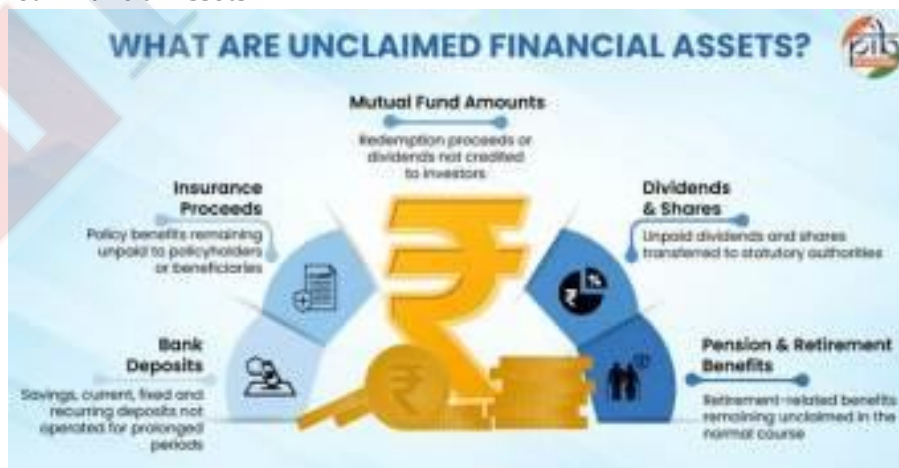 WHAT ARE UNCLAIMED FINANCIAL ASSETS?
pib
Mutual Fund Amounts
Redemption proceeds or
dividends not credited
to investors
Insurance
Proceeds
Policy benefits remaining
unpaid to policyholders
or beneficiaries
Dividends
& Shares
Unpaid dividends and shares
transferred to statutory authorities
Bank
Deposits
Savings, current, fixed and
recurring deposits not
operated for prolonged
periods
Pension & Retirement
Benefits
Retirement-related benefits
remaining unclaimed in the
normal course